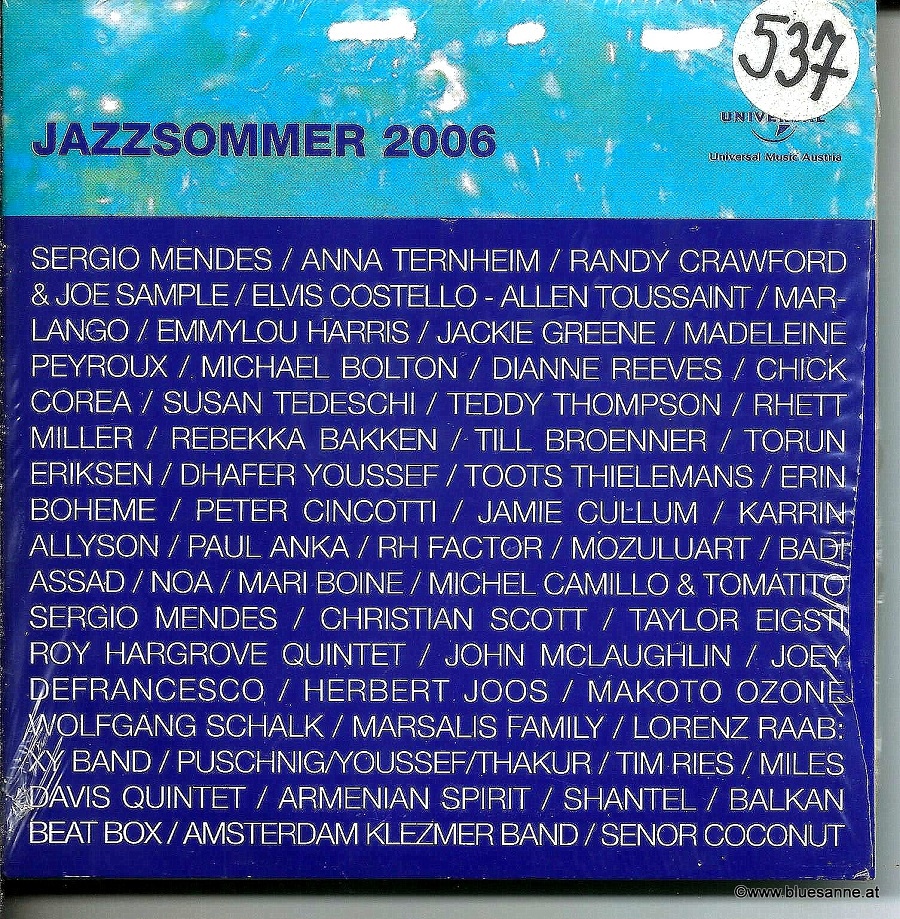 537
JAZZSOMMER 2006
UNIVERSAL
Universal Music Austria
SERGIO MENDES / ANNA TERNHEIM / RANDY CRAWFORD
& JOE SAMPLE / ELVIS COSTELLO - ALLEN TOUSSAINT / MAR-
LANGO / EMMYLOU HARRIS / JACKIE GREENE / MADELEINE
PEYROUX / MICHAEL BOLTON / DIANNE REEVES / CHICK
COREA / SUSAN TEDESCHI / TEDDY THOMPSON / RHETT
MILLER / REBEKKA BAKKEN / TILL BROENNER / TORUN
ERIKSEN / DHAFER YOUSSEF / TOOTS THIELEMANS / ERIN
BOHEME / PETER CINCOTTI / JAMIE CULLUM / KARRIN
ALLYSON / PAUL ANKA / RH FACTOR / MOZULUART / BADI
ASSAD / NOA / MARI BOINE / MICHEL CAMILLO & TOMATITO
SERGIO MENDES / CHRISTIAN SCOTT / TAYLOR EIGSTI
ROY HARGROVE QUINTET / JOHN MCLAUGHLIN / JOEY
DEFRANCESCO / HERBERT JOOS / MAKOTO OZONE
WOLFGANG SCHALK / MARSALIS FAMILY / LORENZ RAAB:
XY BAND / PUSCHNIG/YOUSSEF/THAKUR / TIM RIES / MILES
DAVIS QUINTET / ARMENIAN SPIRIT / SHANTEL / BALKAN
BEAT BOX / AMSTERDAM KLEZMER BAND / SENOR COCONUT
©www.bluesanne.at